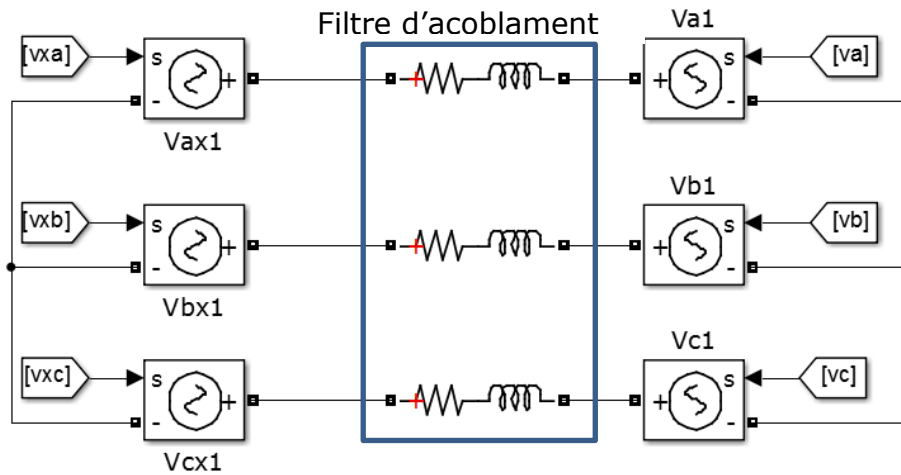 Filtre d’acoblament
Va1
[vxa]
s
+
-
Vax1
+
s
-
[va]
Vb1
[vxb]
s
+
-
Vbx1
+
s
-
[vb]
Vc1
[vxc]
s
+
-
Vcx1
+
s
-
[vc]